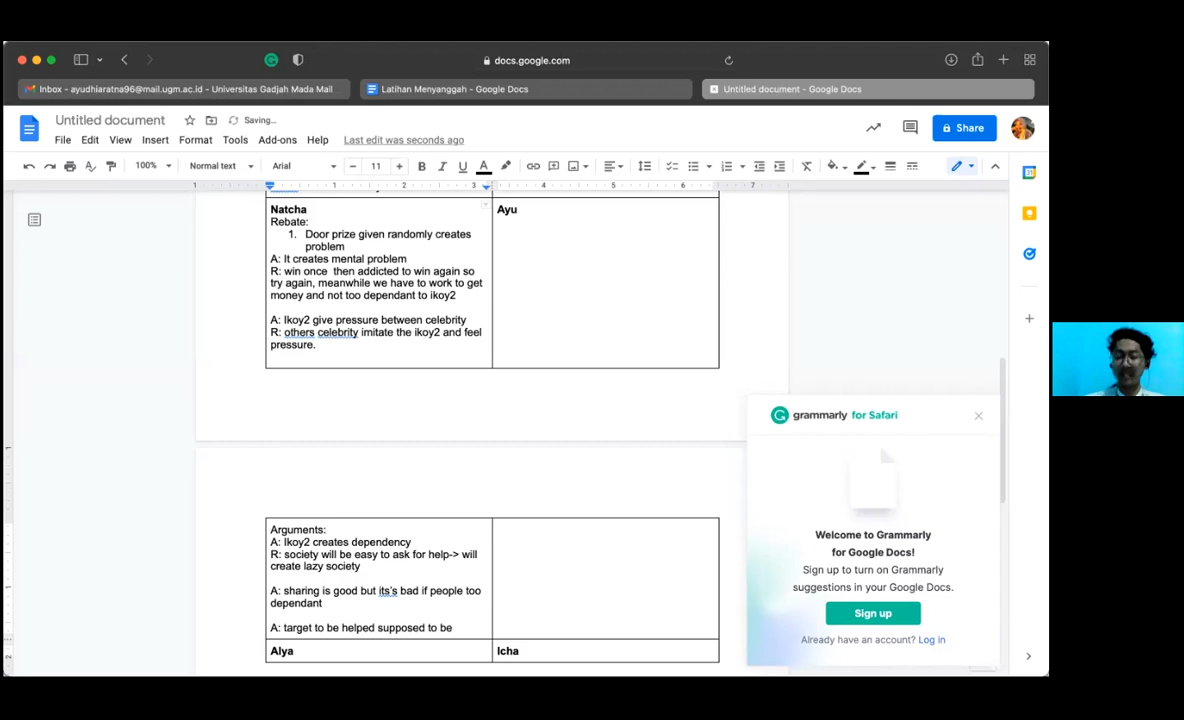 docs.google.com
Inbox - ayudhiaratna96@mail.ugm.ac.id - Universitas Gadjah Mada Mail
Latihan Menyanggah - Google Docs
Untitled document - Google Docs
Untitled document
Saving...
File Edit View Insert Format Tools Add-ons Help Last edit was seconds ago
Share
100% Normal text Arial 11
1 1 2 3 4 5 6 7
Natcha
Rebate:
1. Door prize given randomly creates
problem
A: It creates mental problem
R: win once then addicted to win again so
try again, meanwhile we have to work to get
money and not too dependant to ikoy2
A: Ikoy2 give pressure between celebrity
R: others celebrity imitate the ikoy2 and feel
pressure.
Ayu
Arguments:
A: Ikoy2 creates dependency
R: society will be easy to ask for help-> will
create lazy society
A: sharing is good but its's bad if people too
dependant
A: target to be helped supposed to be
Alya
Icha
grammarly for Safari
Welcome to Grammarly
for Google Docs!
Sign up to turn on Grammarly
suggestions in your Google Docs.
Sign up
Already have an account? Log in